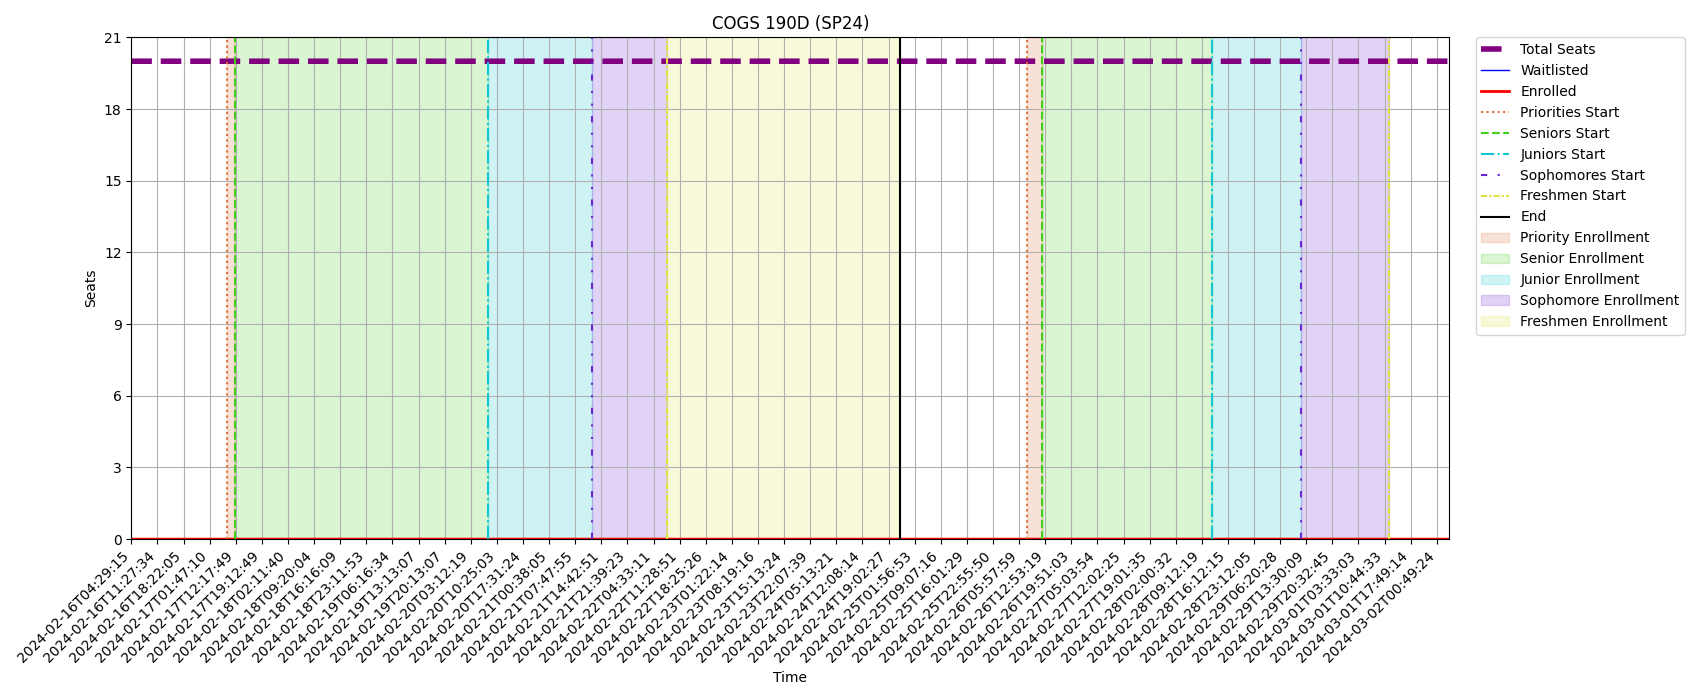 COGS 190D (SP24)
21
18
15
12
9
6
3
0
Seats
2024-02-16T04:29:15
2024-02-16T11:27:34
2024-02-16T18:22:05
2024-02-17T01:47:10
2024-02-17T12:17:49
2024-02-17T19:12:49
2024-02-18T02:11:40
2024-02-18T09:20:04
2024-02-18T16:16:09
2024-02-18T23:11:53
2024-02-19T06:16:34
2024-02-19T13:13:07
2024-02-19T20:13:07
2024-02-20T03:12:19
2024-02-20T10:25:03
2024-02-20T17:31:24
2024-02-21T00:38:05
2024-02-21T07:47:55
2024-02-21T14:42:51
2024-02-21T21:39:23
2024-02-22T04:33:11
2024-02-22T11:28:51
2024-02-22T18:25:26
2024-02-23T01:22:14
2024-02-23T08:19:16
2024-02-23T15:13:24
2024-02-23T22:07:39
2024-02-24T05:13:21
2024-02-24T12:08:14
2024-02-24T19:02:27
2024-02-25T01:56:53
2024-02-25T09:07:16
2024-02-25T16:01:29
2024-02-25T22:55:50
2024-02-26T05:57:59
2024-02-26T12:53:19
2024-02-26T19:51:03
2024-02-27T05:03:54
2024-02-27T12:02:25
2024-02-27T19:01:35
2024-02-28T02:00:32
2024-02-28T09:12:19
2024-02-28T16:12:15
2024-02-28T23:12:05
2024-02-29T06:20:28
2024-02-29T13:30:09
2024-02-29T20:32:45
2024-03-01T03:33:03
2024-03-01T10:44:33
2024-03-01T17:49:14
2024-03-02T00:49:24
Time
Total Seats
Waitlisted
Enrolled
Priorities Start
Seniors Start
Juniors Start
Sophomores Start
Freshmen Start
End
Priority Enrollment
Senior Enrollment
Junior Enrollment
Sophomore Enrollment
Freshmen Enrollment